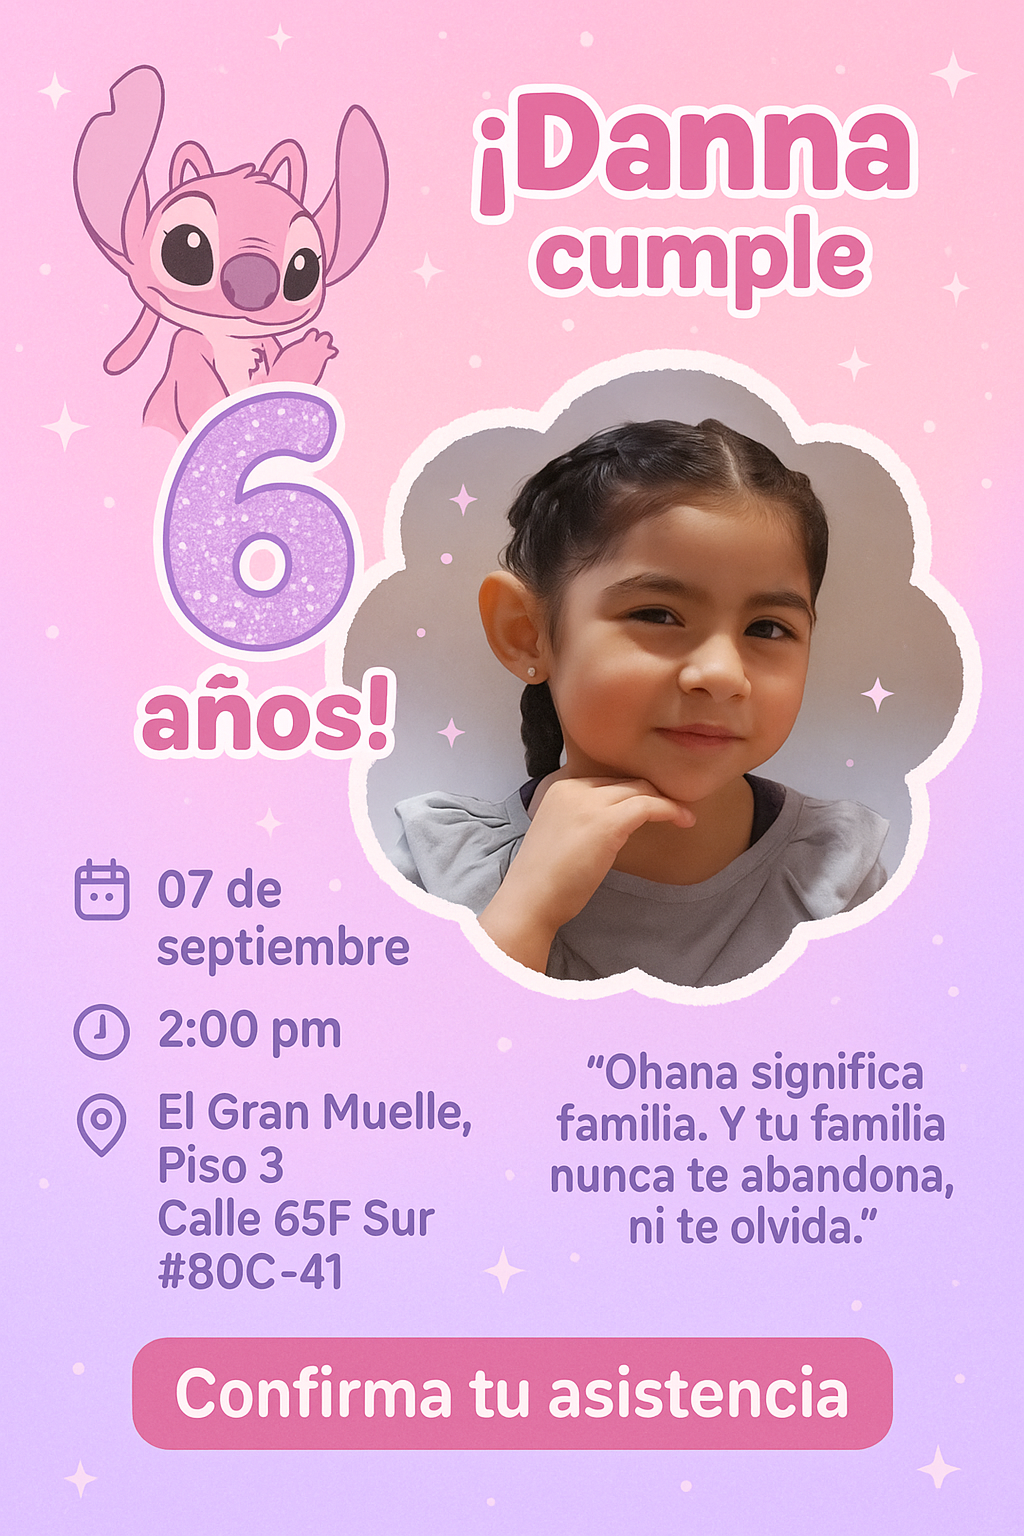 ¡Danna
cumple
6
años!
07 de
septiembre
2:00 pm
El Gran Muelle,
Piso 3
Calle 65F Sur
#80C-41
“Ohana significa
familia. Y tu familia
nunca te abandona,
ni te olvida.”
Confirma tu asistencia